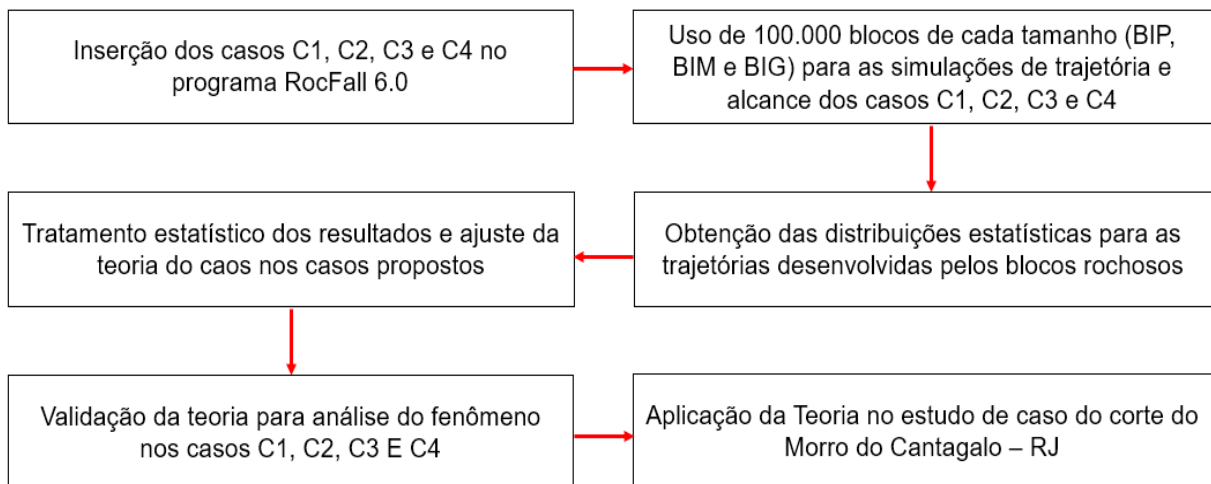 Inserção dos casos C1, C2, C3 e C4 no
programa RocFall 6.0
Uso de 100.000 blocos de cada tamanho (BIP,
BIM e BIG) para as simulações de trajetória e
alcance dos casos C1, C2, C3 e C4
Obtenção das distribuições estatísticas para as
trajetórias desenvolvidas pelos blocos rochosos
Tratamento estatístico dos resultados e ajuste da
teoria do caos nos casos propostos
Validação da teoria para análise do fenômeno
nos casos C1, C2, C3 E C4
Aplicação da Teoria no estudo de caso do corte do
Morro do Cantagalo – RJ